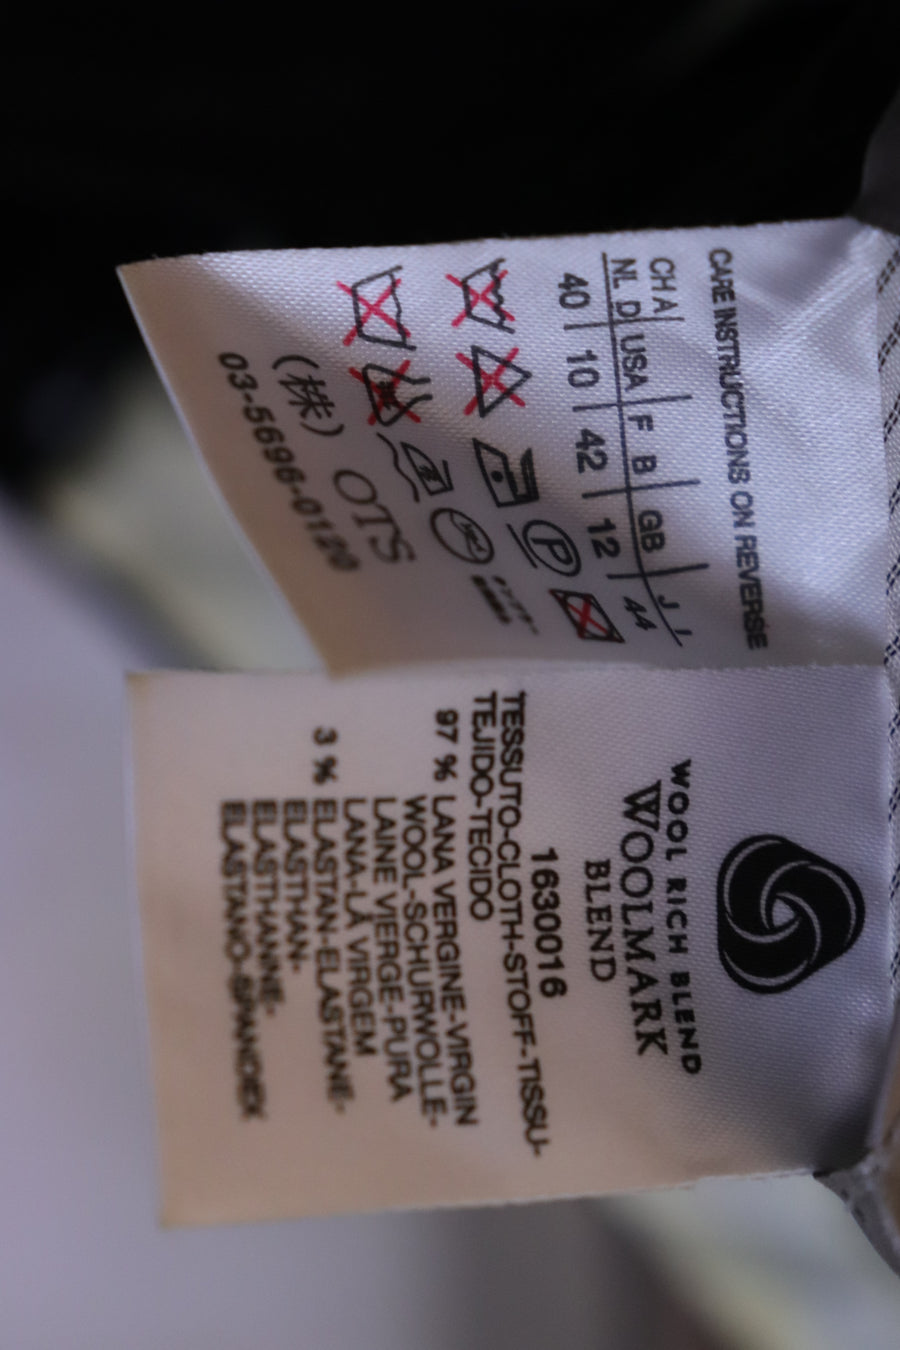 CARE INSTRUCTIONS ON REVERSE
CH A
NL D USA F B GB J I
40 10 42 12 44
P
(株) OTS
03-5696-0120
WOOL RICH BLEND
WOOLMARK
BLEND
1630016
TESSUTO-CLOTH-STOFF-TISSU-
TEJIDO-TECIDO
97 % LANA VERGINE-VIRGIN
WOOL-SCHURWOLLE-
LAINE VIERGE-PURA
LANA-LÁ VIRGEM
3 % ELASTAN-ELASTANE-
ELASTHAN-
ELASTHANNE-
ELASTANO-SPANDEX